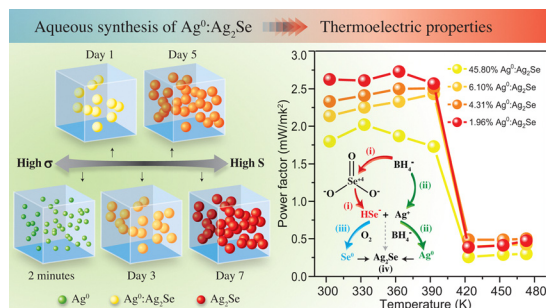 Aqueous synthesis of Ag⁰:Ag₂Se
Thermoelectric properties
Day 1
Day 5
High σ
High S
2 minutes
Day 3
Day 7
Ag⁰
Ag⁰:Ag₂Se
Ag₂Se
Power factor (mW/mk²)
3.0
2.5
2.0
1.5
1.0
0.5
0.0
45.80% Ag⁰:Ag₂Se
6.10% Ag⁰:Ag₂Se
4.31% Ag⁰:Ag₂Se
1.96% Ag⁰:Ag₂Se
O
(i)
Se⁺⁴
BH₄⁻
⁻O
O⁻
(i)
(ii)
HSe⁻ + Ag⁺
(iii)
O₂
BH₄⁻
(ii)
Se⁰
Ag₂Se
Ag⁰
(iv)
300
330
360
390
420
450
480
Temperature (K)